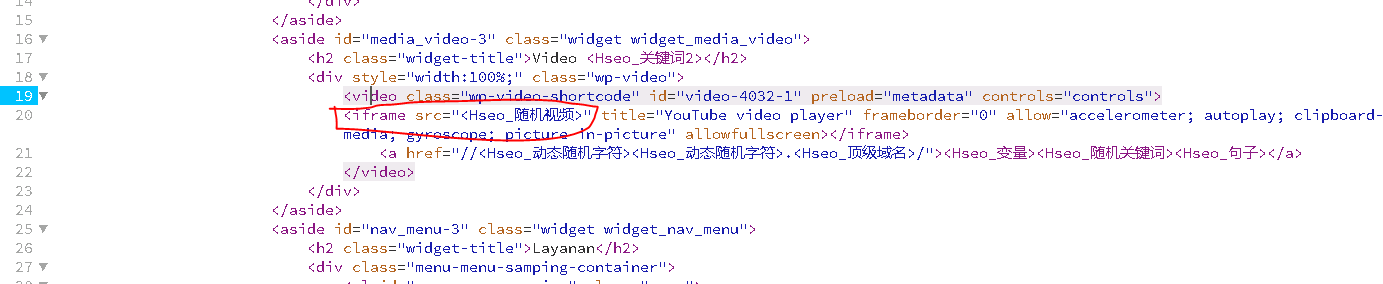 14 </div>
15 </aside>
16 <aside id="media_video-3" class="widget widget_media_video">
17 <h2 class="widget-title">Video <Hseo_关键词2></h2>
18 <div style="width:100%;" class="wp-video">
19 <video class="wp-video-shortcode" id="video-4032-1" preload="metadata" controls="controls">
20 <iframe src="<Hseo_随机视频>" title="YouTube video player" frameborder="0" allow="accelerometer; autoplay; clipboard-
media; gyroscope; picture-in-picture" allowfullscreen></iframe>
21 <a href="//<Hseo_动态随机字符><Hseo_动态随机字符>.<Hseo_顶级域名>/"><Hseo_变量><Hseo_随机关键词><Hseo_句子></a>
22 </video>
23 </div>
24 </aside>
25 <aside id="nav_menu-3" class="widget widget_nav_menu">
26 <h2 class="widget-title">Layanan</h2>
27 <div class="menu-menu-samping-container">